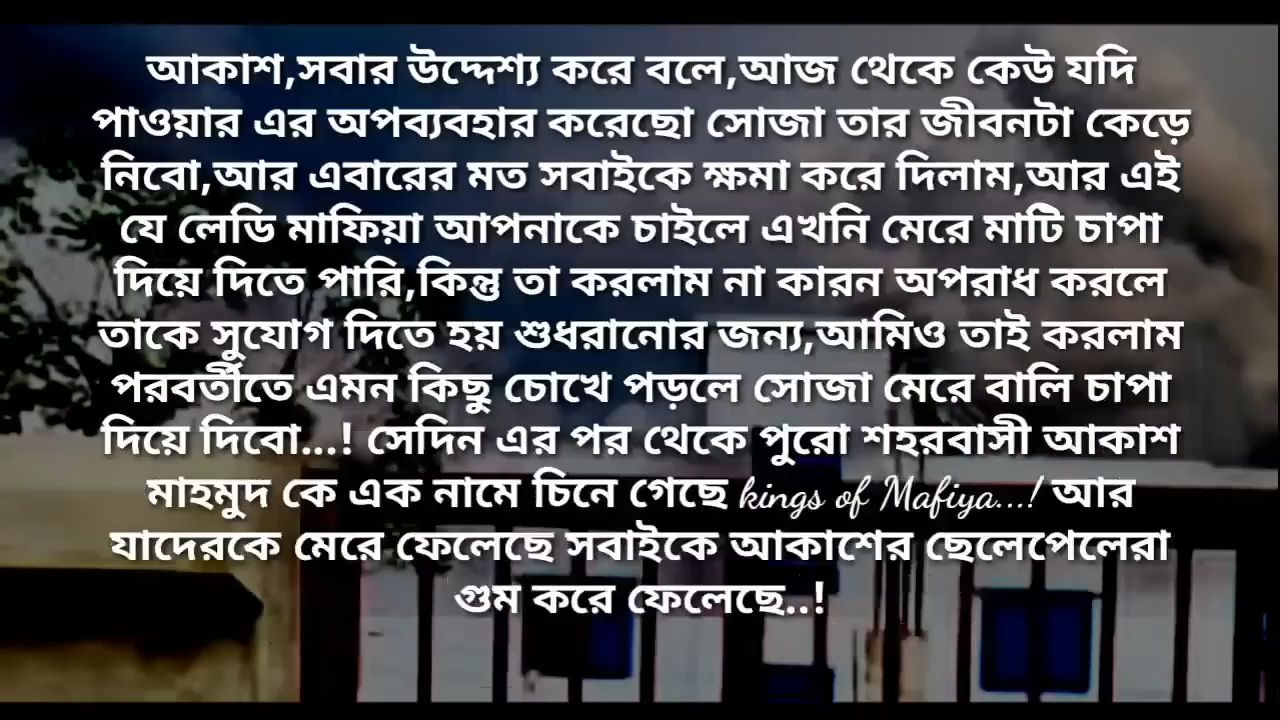 আকাশ,সবার উদ্দেশ্য করে বলে,আজ থেকে কেউ যদি
পাওয়ার এর অপব্যবহার করেছো সোজা তার জীবনটা কেড়ে
নিবো,আর এবারের মত সবাইকে ক্ষমা করে দিলাম,আর এই
যে লেডি মাফিয়া আপনাকে চাইলে এখনি মেরে মাটি চাপা
দিয়ে দিতে পারি,কিন্তু তা করলাম না কারন অপরাধ করলে
তাকে সুযোগ দিতে হয় শুধরানোর জন্য,আমিও তাই করলাম
পরবর্তীতে এমন কিছু চোখে পড়লে সোজা মেরে বালি চাপা
দিয়ে দিবো...! সেদিন এর পর থেকে পুরো শহরবাসী আকাশ
মাহমুদ কে এক নামে চিনে গেছে kings of Mafiya...! আর
যাদেরকে মেরে ফেলেছে সবাইকে আকাশের ছেলেপেলেরা
গুম করে ফেলেছে..!